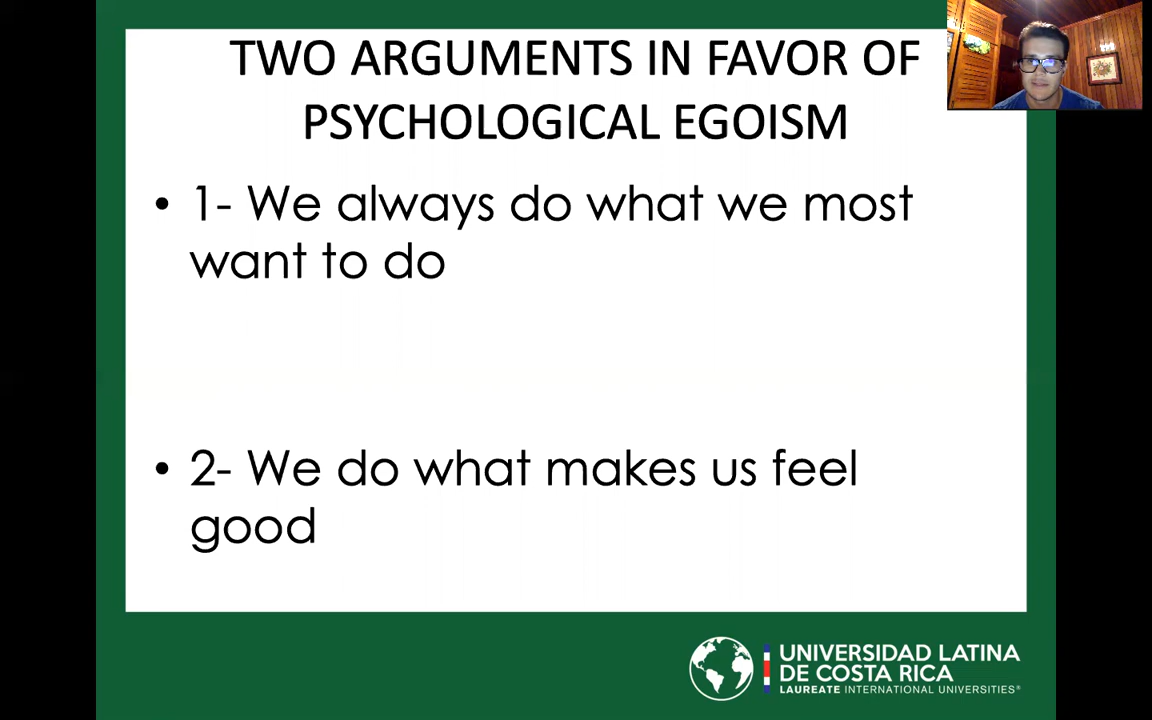 TWO ARGUMENTS IN FAVOR OF
PSYCHOLOGICAL EGOISM
• 1- We always do what we most
want to do
• 2- We do what makes us feel
good
UNIVERSIDAD LATINA
DE COSTA RICA
LAUREATE INTERNATIONAL UNIVERSITIES®